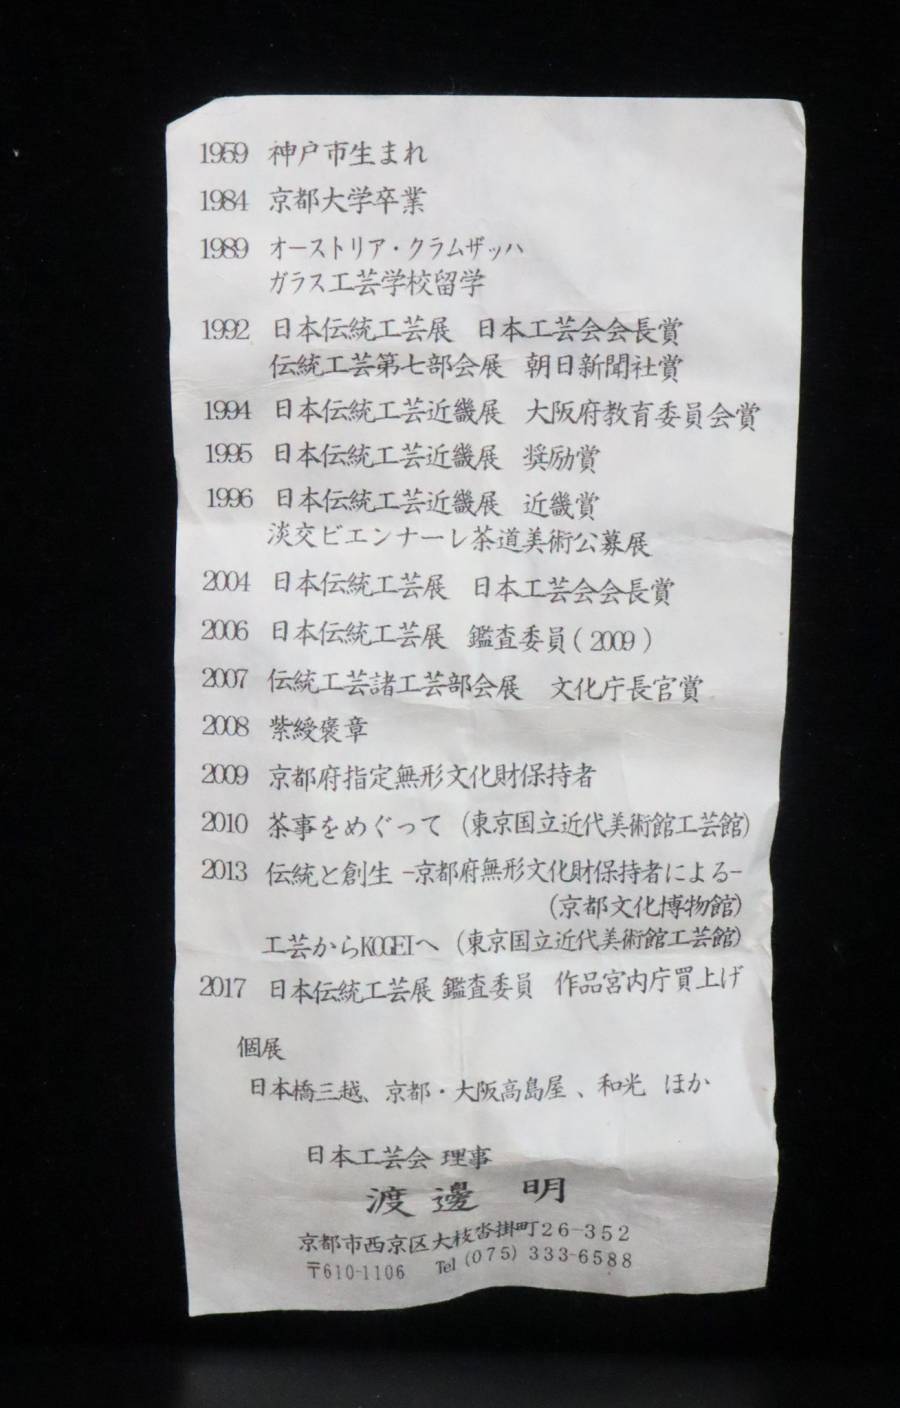 1959 神戸市生まれ
1984 京都大学卒業
1989 オーストリア・クラムザッハ
ガラス工芸学校留学
1992 日本伝統工芸展 日本工芸会会長賞
伝統工芸第七部会展 朝日新聞社賞
1994 日本伝統工芸近畿展 大阪府教育委員会賞
1995 日本伝統工芸近畿展 奨励賞
1996 日本伝統工芸近畿展 近畿賞
淡交ビエンナーレ茶道美術公募展
2004 日本伝統工芸展 日本工芸会会長賞
2006 日本伝統工芸展 鑑査委員(2009)
2007 伝統工芸諸工芸部会展 文化庁長官賞
2008 紫綬褒章
2009 京都府指定無形文化財保持者
2010 茶事をめぐって (東京国立近代美術館工芸館)
2013 伝統と創生 -京都府無形文化財保持者による-
(京都文化博物館)
工芸からKOGEIへ (東京国立近代美術館工芸館)
2017 日本伝統工芸展 鑑査委員 作品宮内庁買上げ
個展
日本橋三越、京都・大阪高島屋、和光 ほか
日本工芸会 理事
渡邊 明
京都市西京区大枝沓掛町26-352
〒610-1106 Tel (075) 333-6588